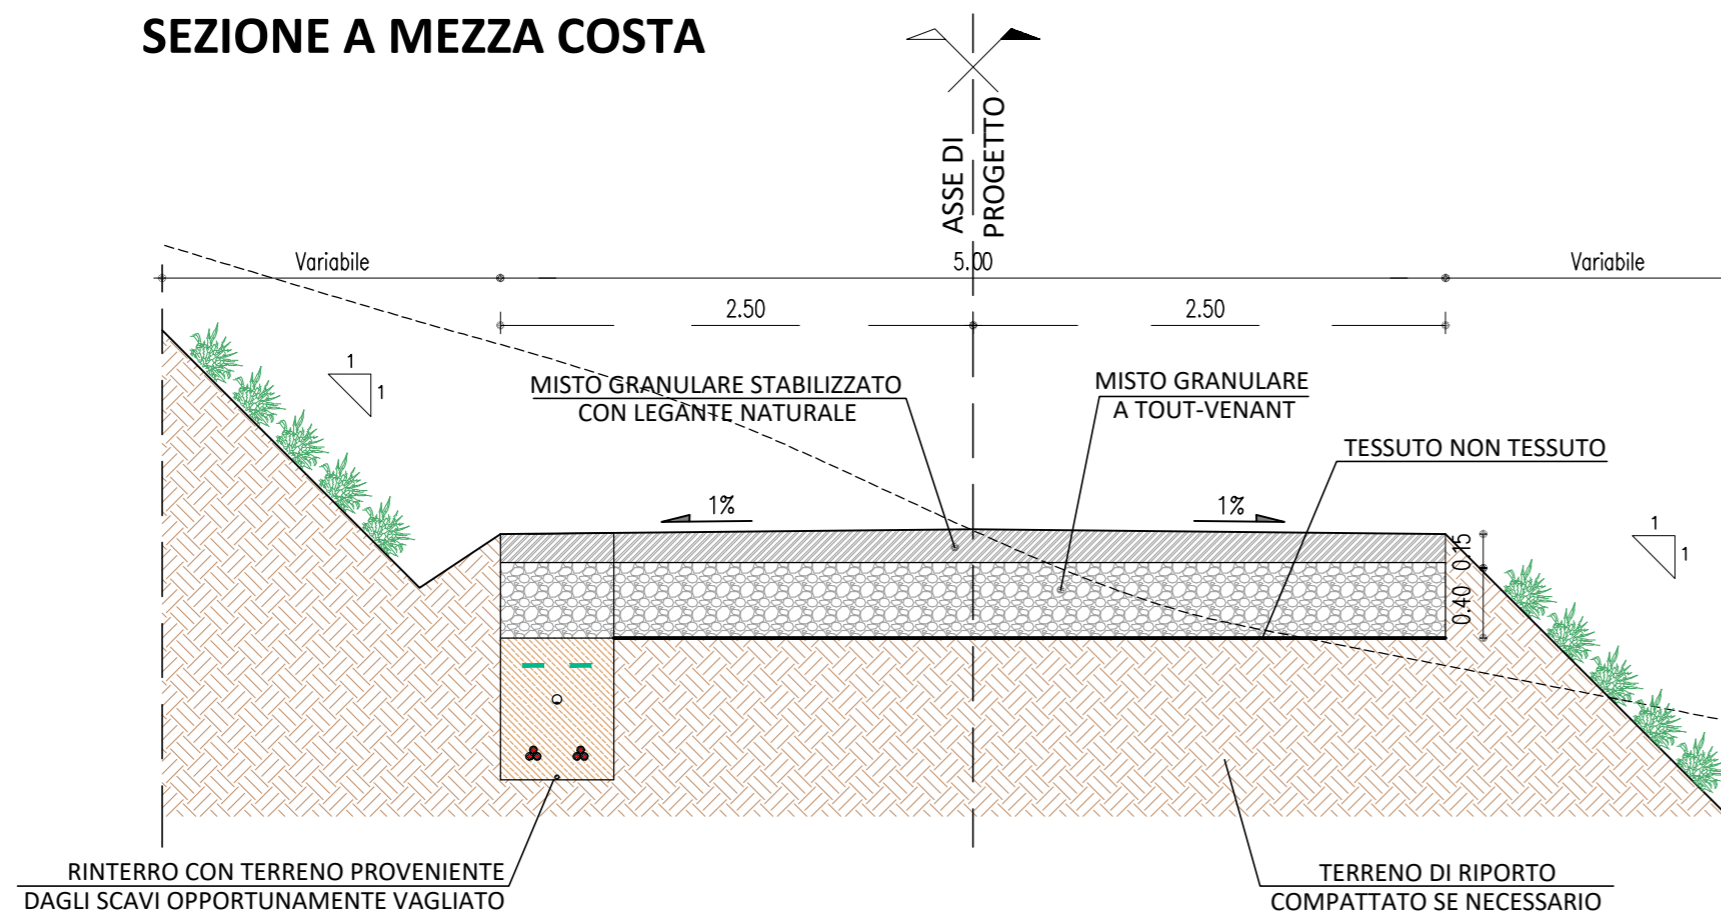 SEZIONE A MEZZA COSTA
ASSE DI
PROGETTO
Variabile
5.00
Variabile
2.50
2.50
1
1
MISTO GRANULARE STABILIZZATO
CON LEGANTE NATURALE
MISTO GRANULARE
A TOUT-VENANT
TESSUTO NON TESSUTO
1%
1%
0.15
0.40
1
1
RINTERRO CON TERRENO PROVENIENTE
DAGLI SCAVI OPPORTUNAMENTE VAGLIATO
TERRENO DI RIPORTO
COMPATTATO SE NECESSARIO